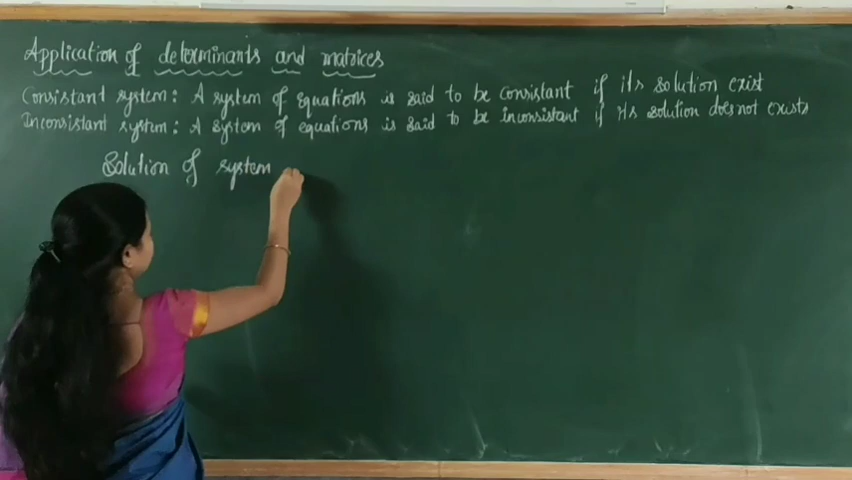 Application of determinants and matrices
Consistant system: A system of equations is said to be consistant if its solution exist
Inconsistant system: A system of equations is said to be inconsistant if its solution does not exists
Solution of system